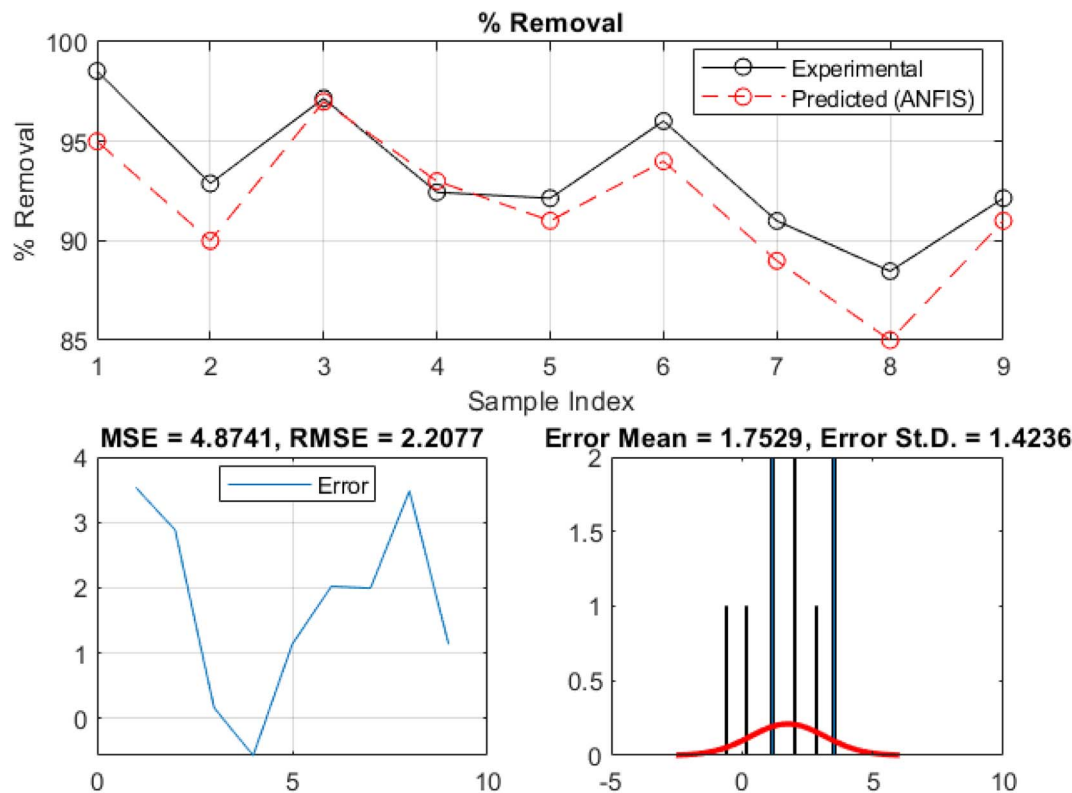 % Removal
100
95
90
85
% Removal
Experimental
Predicted (ANFIS)
1 2 3 4 5 6 7 8 9
Sample Index
MSE = 4.8741, RMSE = 2.2077
4
3
2
1
0
Error
0 5 10
Error Mean = 1.7529, Error St.D. = 1.4236
2
1.5
1
0.5
0
-5 0 5 10